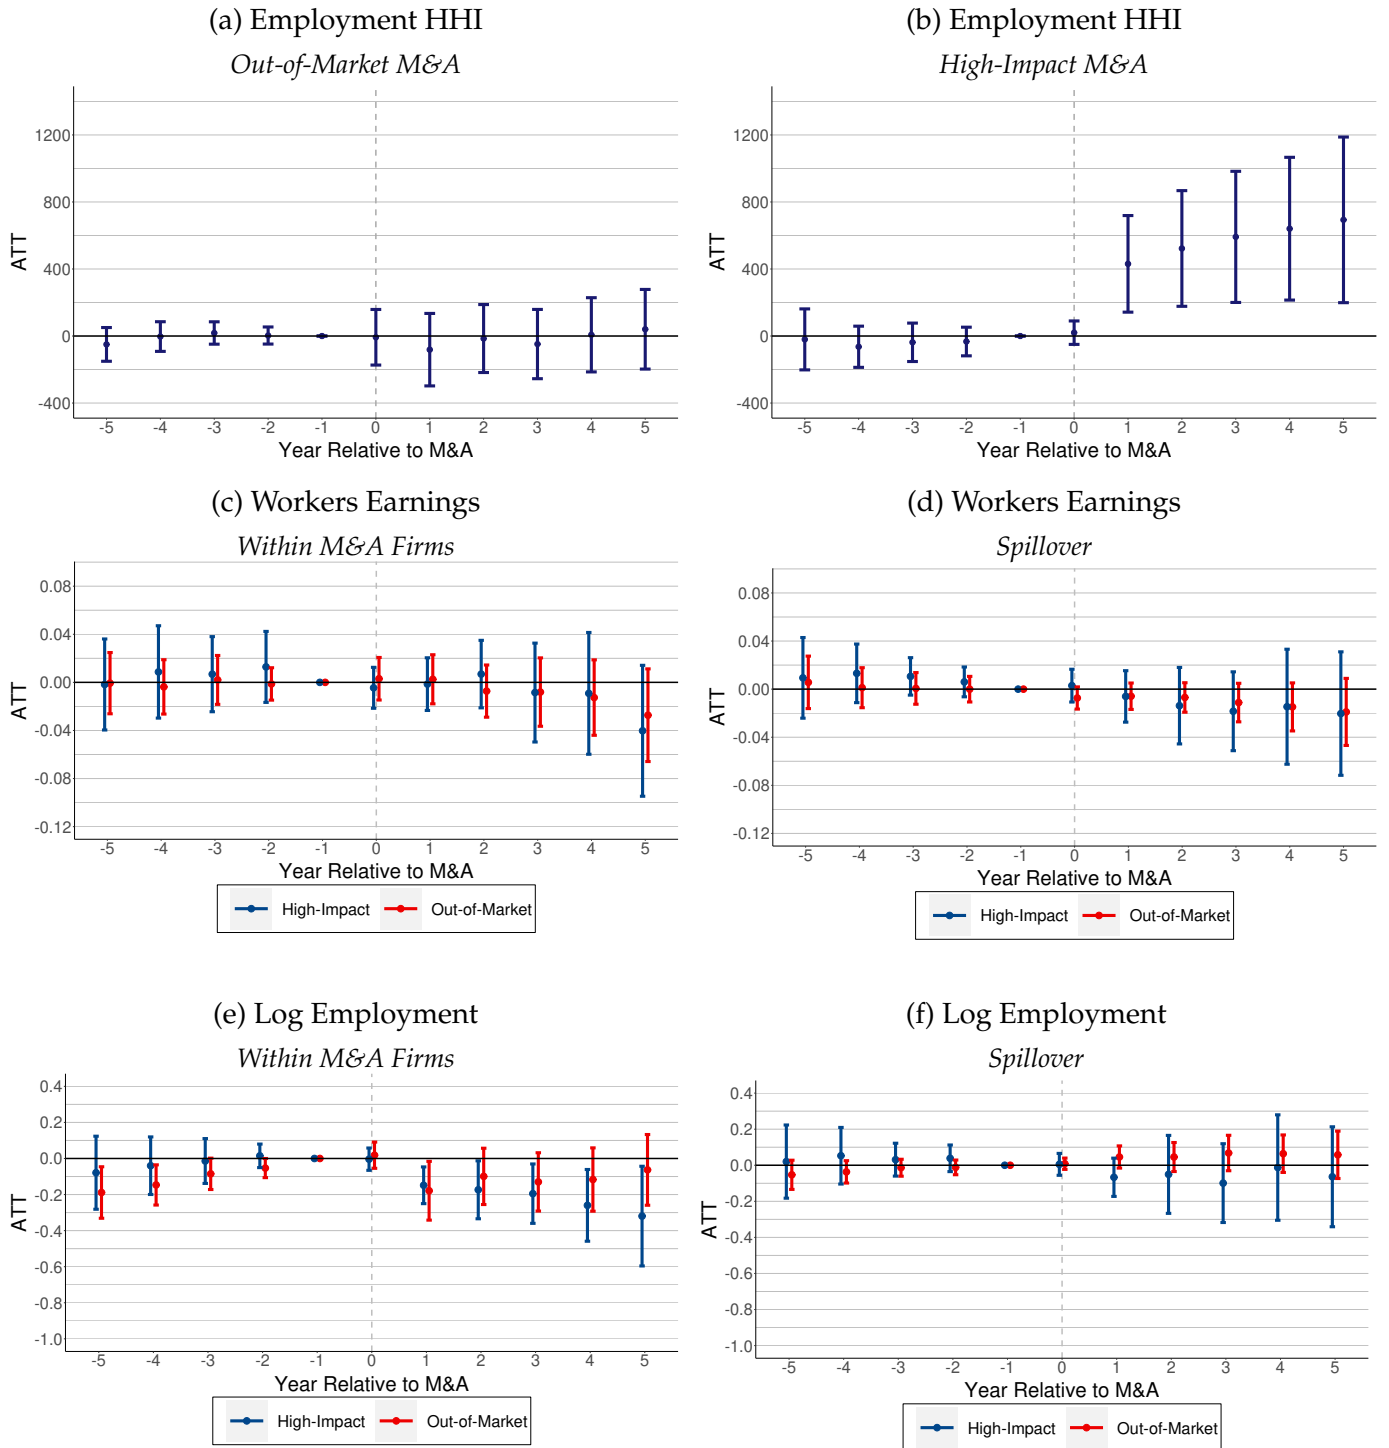 (a) Employment HHI
Out-of-Market M&A
ATT
1200
800
400
0
-400
-5 -4 -3 -2 -1 0 1 2 3 4 5
Year Relative to M&A
(b) Employment HHI
High-Impact M&A
ATT
1200
800
400
0
-400
-5 -4 -3 -2 -1 0 1 2 3 4 5
Year Relative to M&A
(c) Workers Earnings
Within M&A Firms
ATT
0.08
0.04
0.00
-0.04
-0.08
-0.12
-5 -4 -3 -2 -1 0 1 2 3 4 5
Year Relative to M&A
High-Impact Out-of-Market
(d) Workers Earnings
Spillover
ATT
0.08
0.04
0.00
-0.04
-0.08
-0.12
-5 -4 -3 -2 -1 0 1 2 3 4 5
Year Relative to M&A
High-Impact Out-of-Market
(e) Log Employment
Within M&A Firms
ATT
0.4
0.2
0.0
-0.2
-0.4
-0.6
-0.8
-1.0
-5 -4 -3 -2 -1 0 1 2 3 4 5
Year Relative to M&A
High-Impact Out-of-Market
(f) Log Employment
Spillover
ATT
0.4
0.2
0.0
-0.2
-0.4
-0.6
-0.8
-1.0
-5 -4 -3 -2 -1 0 1 2 3 4 5
Year Relative to M&A
High-Impact Out-of-Market